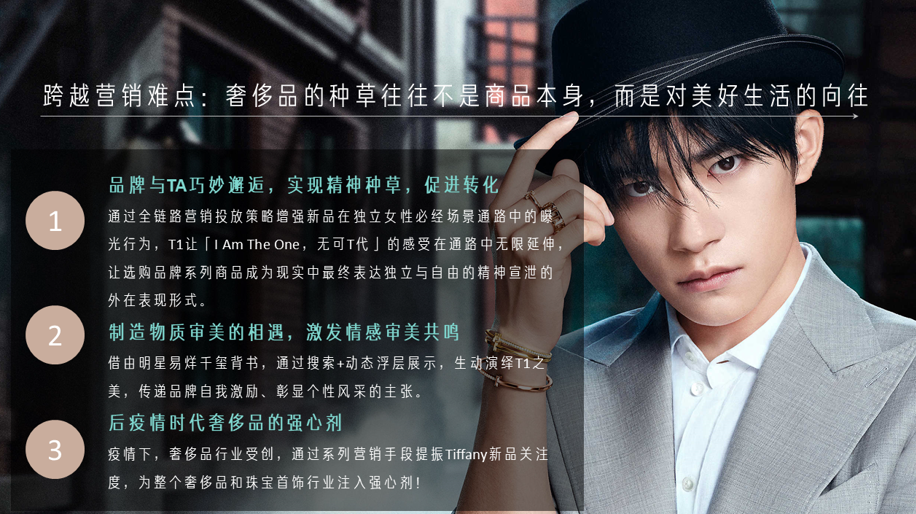 跨越营销难点：奢侈品的种草往往不是商品本身，而是对美好生活的向往
1
品牌与TA巧妙邂逅，实现精神种草，促进转化
通过全链路营销投放策略增强新品在独立女性必经场景通路中的曝
光行为，T1让「I Am The One，无可T代」的感受在通路中无限延伸，
让选购品牌系列商品成为现实中最终表达独立与自由的精神宣泄的
外在表现形式。
2
制造物质审美的相遇，激发情感审美共鸣
借由明星易烊千玺背书，通过搜索+动态浮层展示，生动演绎T1之
美，传递品牌自我激励、彰显个性风采的主张。
3
后疫情时代奢侈品的强心剂
疫情下，奢侈品行业受创，通过系列营销手段提振Tiffany新品关注
度，为整个奢侈品和珠宝首饰行业注入强心剂！